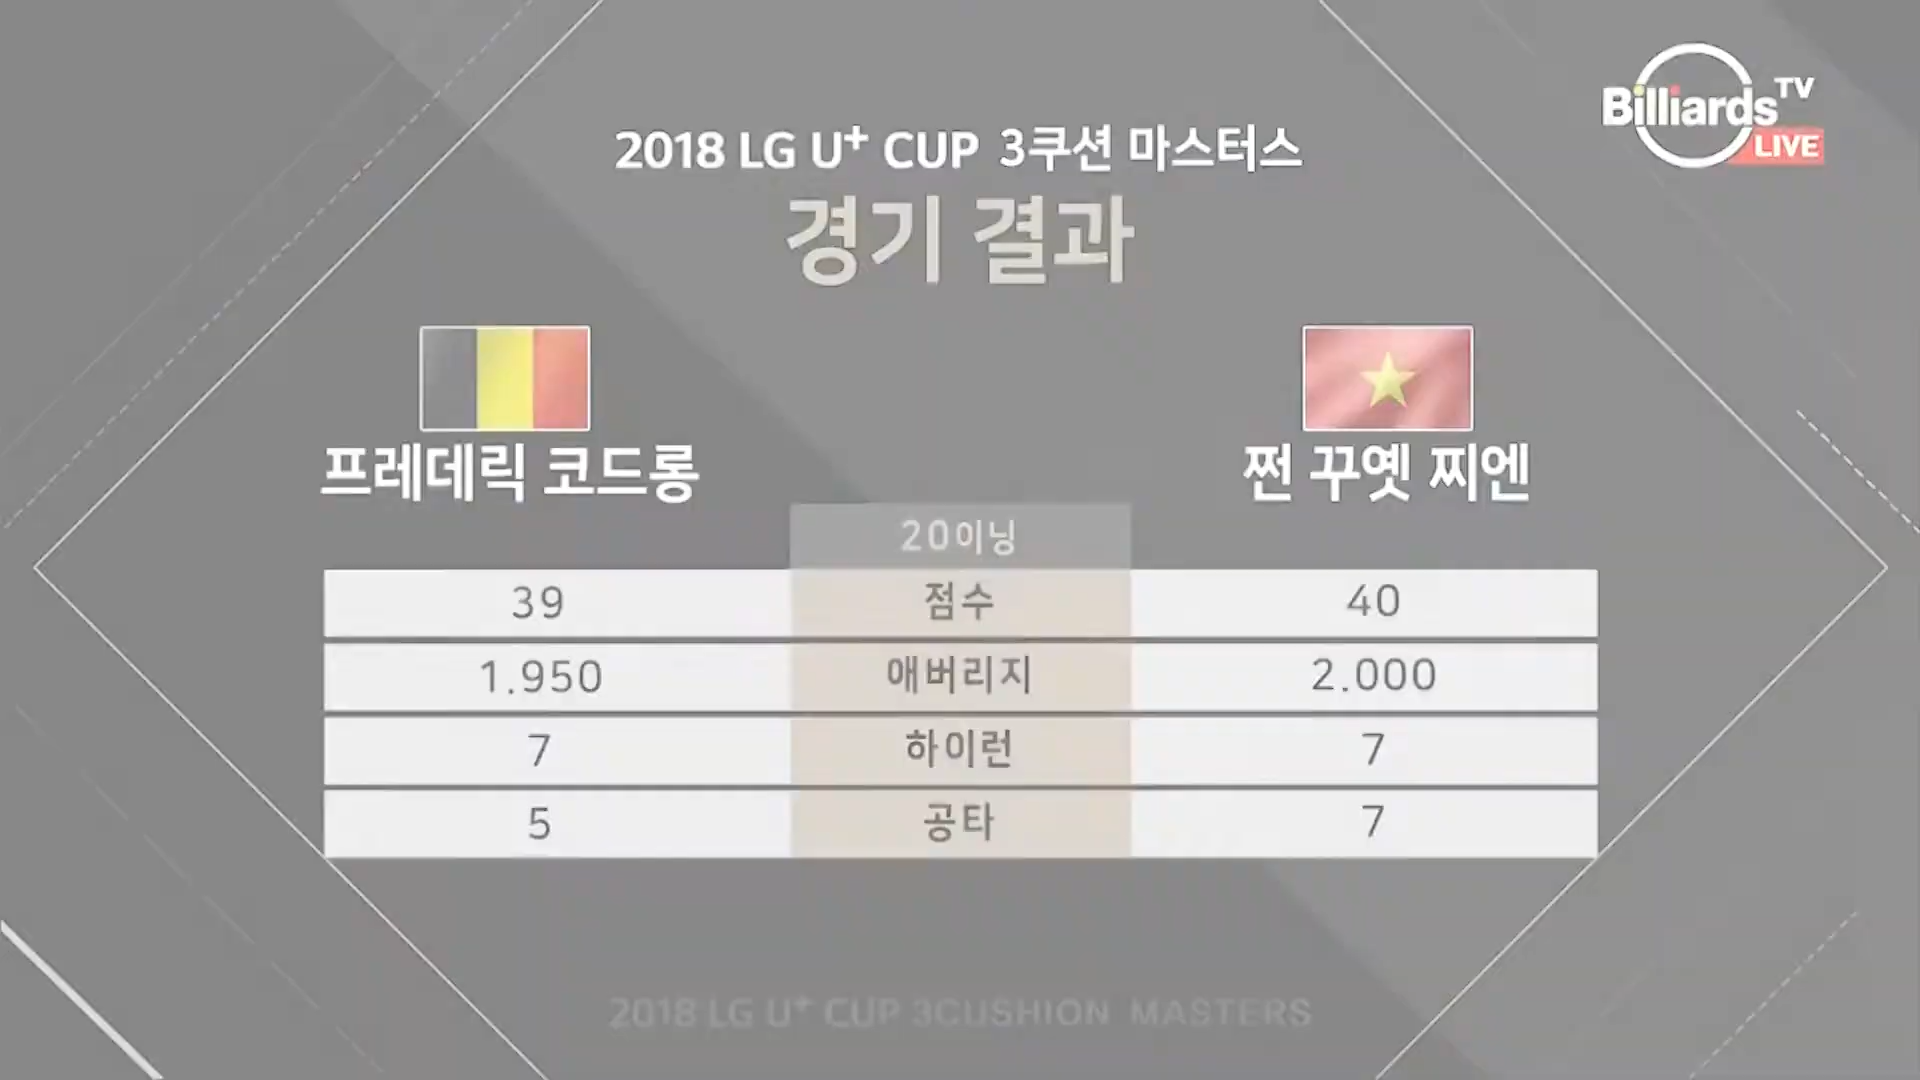 Billiards TV
LIVE
2018 LG U⁺ CUP 3쿠션 마스터스
경기 결과
프레데릭 코드롱
쩐 꾸옛 찌엔
20이닝
39 점수 40
1.950 애버리지 2.000
7 하이런 7
5 공타 7
2018 LG U⁺ CUP 3CUSHION MASTERS